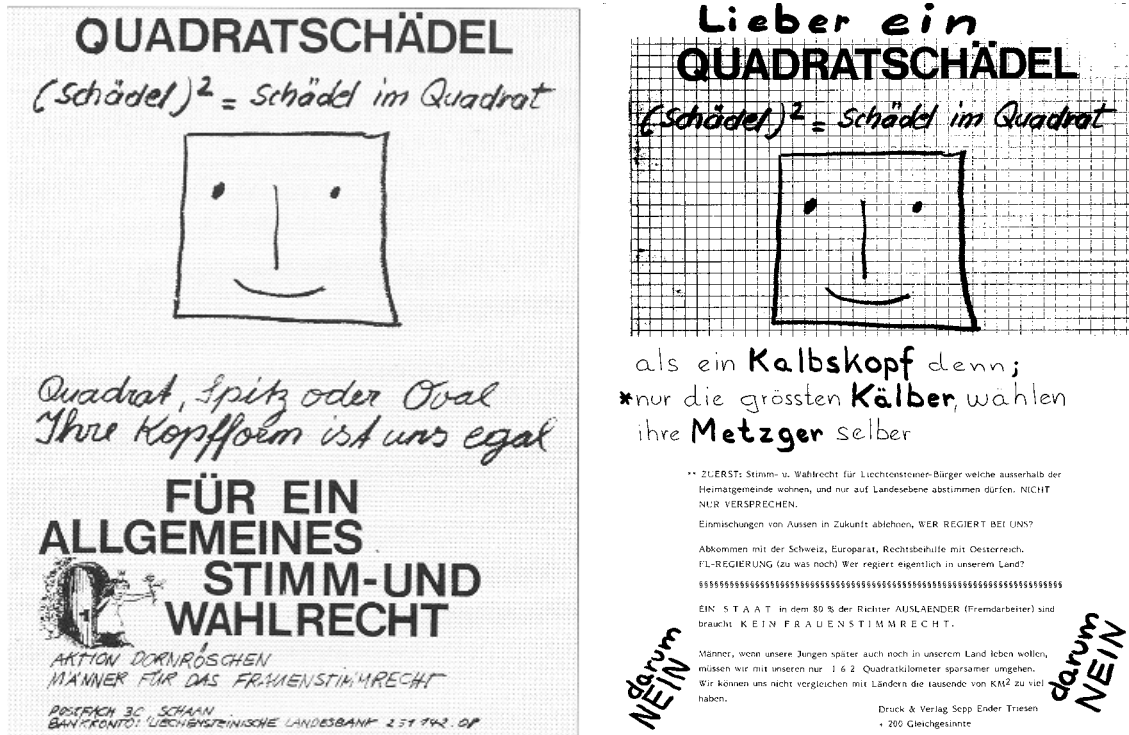 QUADRATSCHÄDEL
(Schädel)² = Schädel im Quadrat
Quadrat, Spitz oder Oval
Ihre Kopfform ist uns egal
FÜR EIN
ALLGEMEINES
STIMM-UND
WAHLRECHT
AKTION DORNRÖSCHEN
MÄNNER FÜR DAS FRAUENSTIMMRECHT
POSTFACH 30 SCHAAN
BANKKONTO: LIECHENSTEINISCHE LANDESBANK 231 142.08
Lieber ein
QUADRATSCHÄDEL
(Schädel)² = Schädel im Quadrat
als ein Kalbskopf denn;
*nur die grössten Kälber, wählen
ihre Metzger selber
** ZUERST: Stimm- u. Wahlrecht für Liechtensteiner-Bürger welche ausserhalb der
Heimatgemeinde wohnen, und nur auf Landesebene abstimmen dürfen. NICHT
NUR VERSPRECHEN.
Einmischungen von Aussen in Zukunft ablehnen, WER REGIERT BEI UNS?
Abkommen mit der Schweiz, Europarat, Rechtsbeihilfe mit Oesterreich.
FL-REGIERUNG (zu was noch) Wer regiert eigentlich in unserem Land?
§§§§§§§§§§§§§§§§§§§§§§§§§§§§§§§§§§§§§§§§§§§§§§§§§§§§§§§§§§§§§§§§§§§§§§§§
EIN S T A A T in dem 80 % der Richter AUSLAENDER (Fremdarbeiter) sind
braucht K E I N F R A U E N S T I M M R E C H T .
Männer, wenn unsere Jungen später auch noch in unserem Land leben wollen,
müssen wir mit unseren nur 1 6 2 Quadratkilometer sparsamer umgehen.
Wir können uns nicht vergleichen mit Ländern die tausende von KM² zu viel
haben.
darum
NEIN
darum
NEIN
Druck & Verlag Sepp Ender Triesen
+ 200 Gleichgesinnte